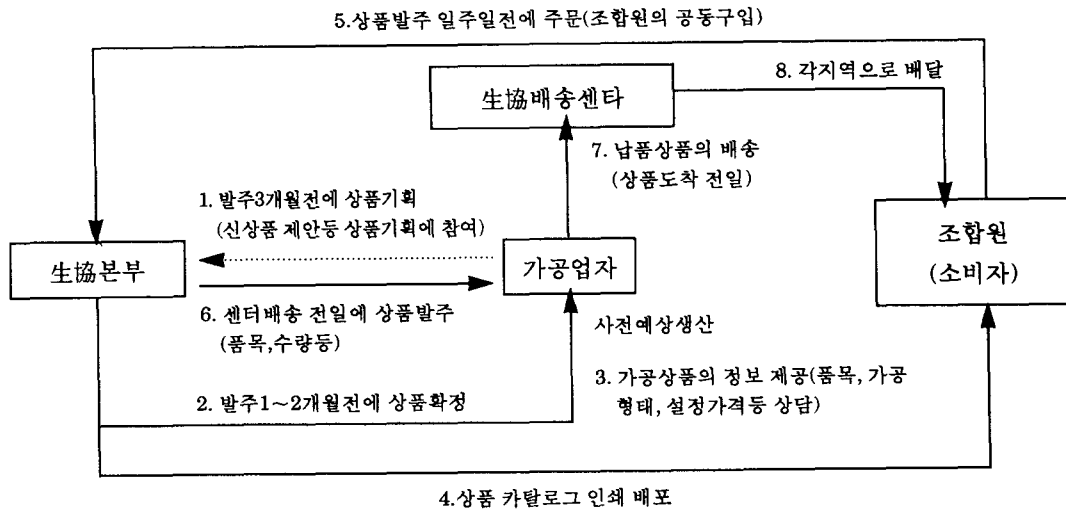 5.상품발주 일주일전에 주문(조합원의 공동구입)
8. 각지역으로 배달
生協배송센타
7. 납품상품의 배송
(상품도착 전일)
1. 발주3개월전에 상품기획
(신상품 제안등 상품기획에 참여)
生協본부
가공업자
조합원
(소비자)
6. 센터배송 전일에 상품발주
(품목,수량등)
사전예상생산
3. 가공상품의 정보 제공(품목, 가공
형태, 설정가격등 상담)
2. 발주1~2개월전에 상품확정
4.상품 카탈로그 인쇄 배포